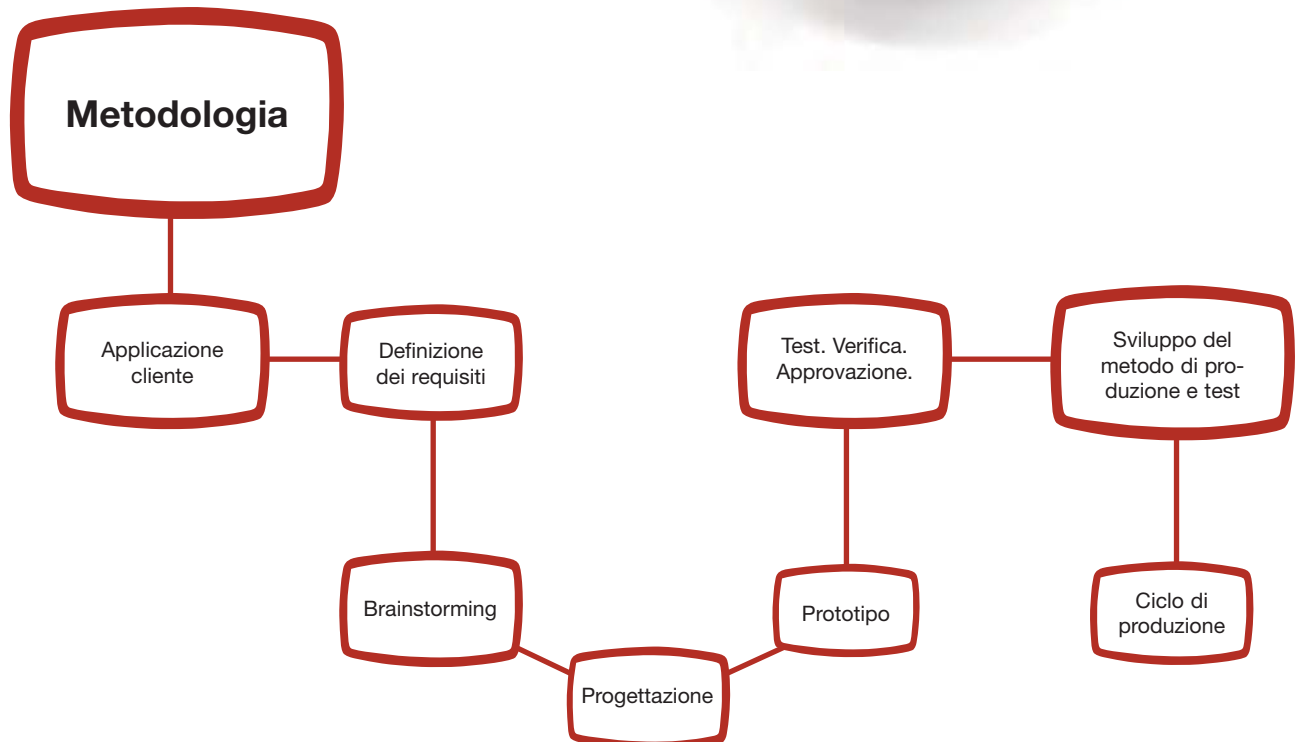 Metodologia
Applicazione
cliente
Definizione
dei requisiti
Brainstorming
Progettazione
Prototipo
Test. Verifica.
Approvazione.
Sviluppo del
metodo di pro-
duzione e test
Ciclo di
produzione